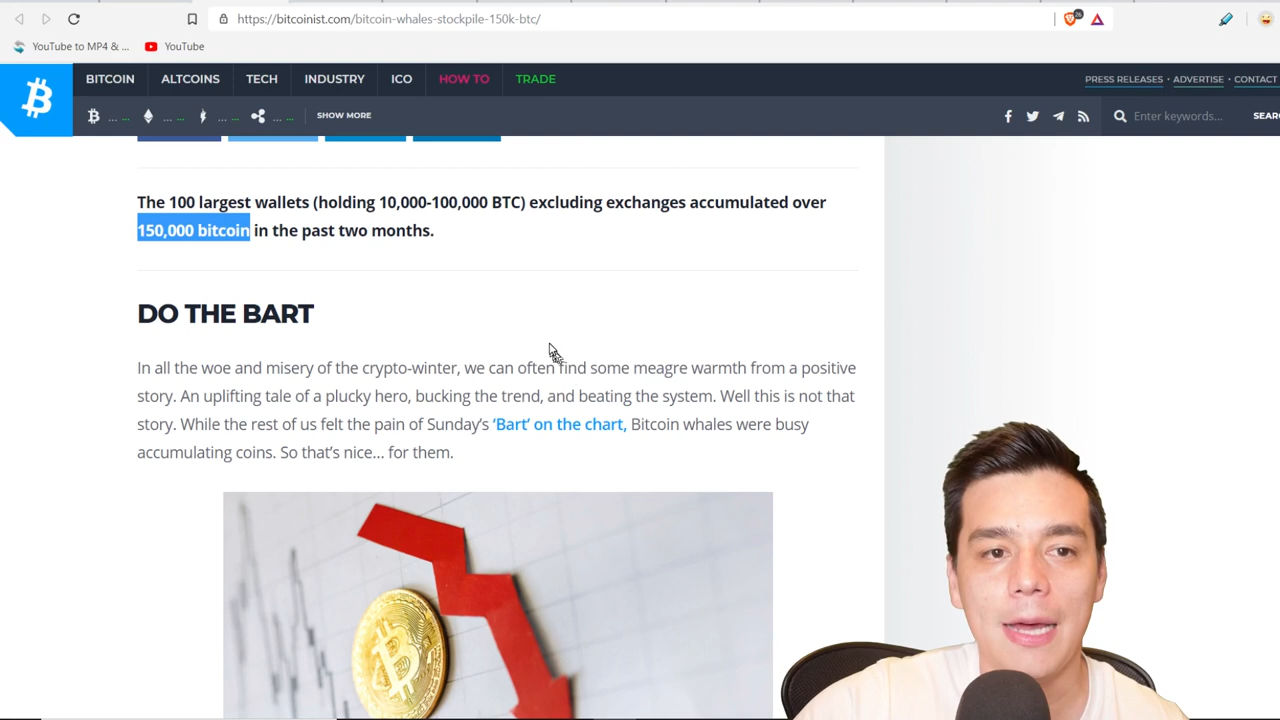 https://bitcoinist.com/bitcoin-whales-stockpile-150k-btc/
26
YouTube to MP4 & ...
YouTube
BITCOIN
ALTCOINS
TECH
INDUSTRY
ICO
HOW TO
TRADE
PRESS RELEASES · ADVERTISE · CONTACT
... ...
... ...
... ...
... ...
SHOW MORE
Enter keywords...
SEAR
The 100 largest wallets (holding 10,000-100,000 BTC) excluding exchanges accumulated over
150,000 bitcoin in the past two months.
DO THE BART
In all the woe and misery of the crypto-winter, we can often find some meagre warmth from a positive
story. An uplifting tale of a plucky hero, bucking the trend, and beating the system. Well this is not that
story. While the rest of us felt the pain of Sunday's 'Bart' on the chart, Bitcoin whales were busy
accumulating coins. So that's nice... for them.